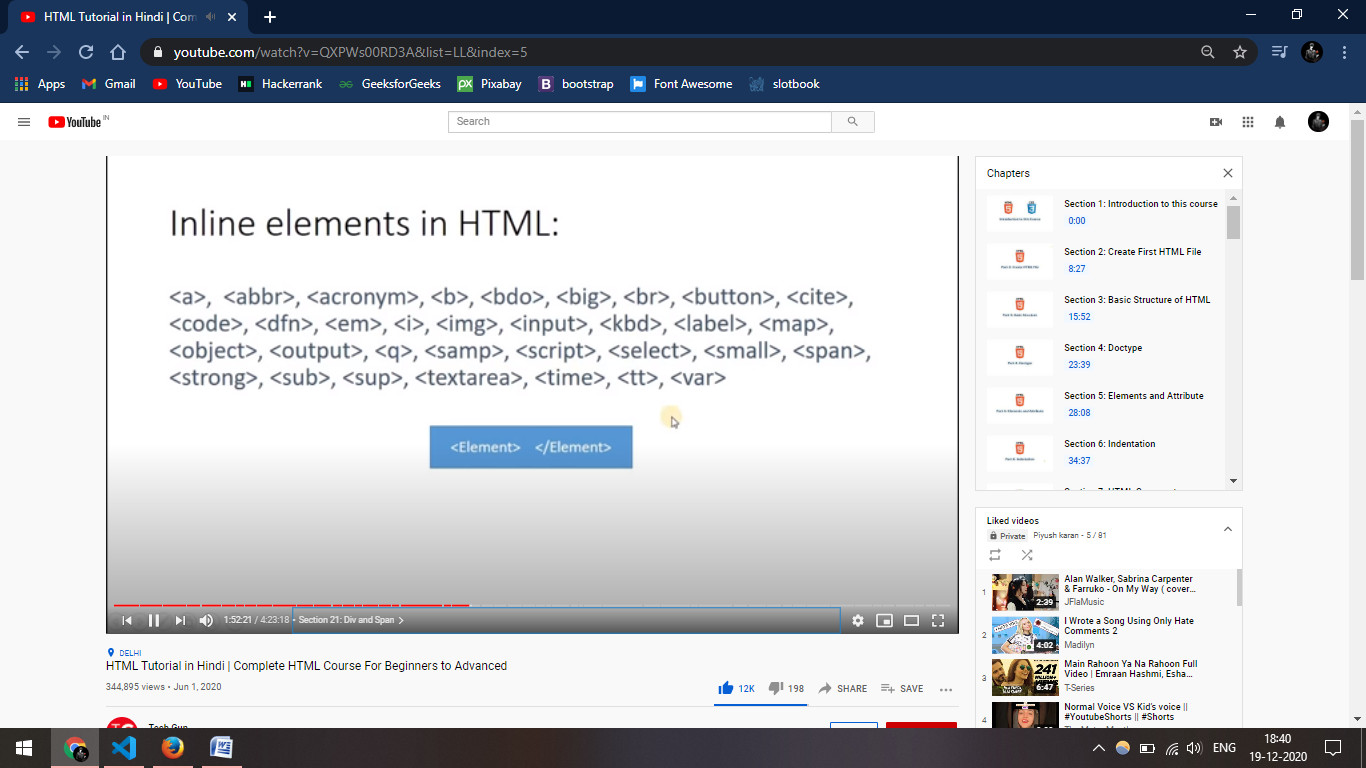 HTML Tutorial in Hindi | Com
youtube.com/watch?v=QXPWs00RD3A&list=LL&index=5
Apps Gmail YouTube Hackerrank GeeksforGeeks Pixabay bootstrap Font Awesome slotbook
YouTube IN
Search
Inline elements in HTML:
<a>, <abbr>, <acronym>, <b>, <bdo>, <big>, <br>, <button>, <cite>,
<code>, <dfn>, <em>, <i>, <img>, <input>, <kbd>, <label>, <map>,
<object>, <output>, <q>, <samp>, <script>, <select>, <small>, <span>,
<strong>, <sub>, <sup>, <textarea>, <time>, <tt>, <var>
<Element> </Element>
1:52:21 / 4:23:18 • Section 21: Div and Span
DELHI
HTML Tutorial in Hindi | Complete HTML Course For Beginners to Advanced
344,895 views • Jun 1, 2020
12K 198 SHARE SAVE
Chapters
Section 1: Introduction to this course
0:00
Section 2: Create First HTML File
8:27
Section 3: Basic Structure of HTML
15:52
Section 4: Doctype
23:39
Section 5: Elements and Attribute
28:08
Section 6: Indentation
34:37
Liked videos
Private Piyush karan - 5 / 81
1
2:39
Alan Walker, Sabrina Carpenter
& Farruko - On My Way ( cover...
JFlaMusic
2
4:02
I Wrote a Song Using Only Hate
Comments 2
Madilyn
3
241
6:47
Main Rahoon Ya Na Rahoon Full
Video | Emraan Hashmi, Esha...
T-Series
4
Normal Voice VS Kid's voice ||
#YoutubeShorts || #Shorts
ENG
18:40
19-12-2020